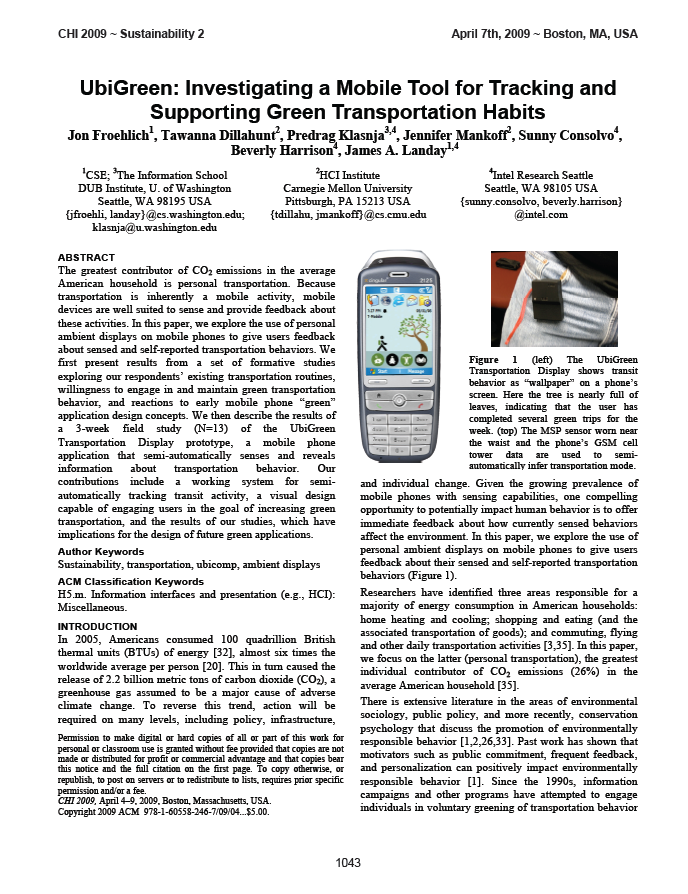 CHI 2009 ~ Sustainability 2
April 7th, 2009 ~ Boston, MA, USA
UbiGreen: Investigating a Mobile Tool for Tracking and
Supporting Green Transportation Habits
Jon Froehlich1, Tawanna Dillahunt2, Predrag Klasnja3,4, Jennifer Mankoff2, Sunny Consolvo4,
Beverly Harrison4, James A. Landay1,4
1CSE; 3The Information School
DUB Institute, U. of Washington
Seattle, WA 98195 USA
{jfroehli, landay}@cs.washington.edu;
klasnja@u.washington.edu
2HCI Institute
Carnegie Mellon University
Pittsburgh, PA 15213 USA
{tdillahu, jmankoff}@cs.cmu.edu
4Intel Research Seattle
Seattle, WA 98105 USA
{sunny.consolvo, beverly.harrison}
@intel.com
ABSTRACT
The greatest contributor of CO2 emissions in the average
American household is personal transportation. Because
transportation is inherently a mobile activity, mobile
devices are well suited to sense and provide feedback about
these activities. In this paper, we explore the use of personal
ambient displays on mobile phones to give users feedback
about sensed and self-reported transportation behaviors. We
first present results from a set of formative studies
exploring our respondents' existing transportation routines,
willingness to engage in and maintain green transportation
behavior, and reactions to early mobile phone “green”
application design concepts. We then describe the results of
a 3-week field study (N=13) of the UbiGreen
Transportation Display prototype, a mobile phone
application that semi-automatically senses and reveals
information about transportation behavior. Our
contributions include a working system for semi-
automatically tracking transit activity, a visual design
capable of engaging users in the goal of increasing green
transportation, and the results of our studies, which have
implications for the design of future green applications.
Author Keywords
Sustainability, transportation, ubicomp, ambient displays
ACM Classification Keywords
H5.m. Information interfaces and presentation (e.g., HCI):
Miscellaneous.
INTRODUCTION
In 2005, Americans consumed 100 quadrillion British
thermal units (BTUs) of energy [32], almost six times the
worldwide average per person [20]. This in turn caused the
release of 2.2 billion metric tons of carbon dioxide (CO2), a
greenhouse gas assumed to be a major cause of adverse
climate change. To reverse this trend, action will be
required on many levels, including policy, infrastructure,
Permission to make digital or hard copies of all or part of this work for
personal or classroom use is granted without fee provided that copies are not
made or distributed for profit or commercial advantage and that copies bear
this notice and the full citation on the first page. To copy otherwise, or
republish, to post on servers or to redistribute to lists, requires prior specific
permission and/or a fee.
CHI 2009, April 4–9, 2009, Boston, Massachusetts, USA.
Copyright 2009 ACM 978-1-60558-246-7/09/04...$5.00.
3125
Start
Message
Figure 1 (left) The UbiGreen
Transportation Display shows transit
behavior as “wallpaper” on a phone's
screen. Here the tree is nearly full of
leaves, indicating that the user has
completed several green trips for the
week. (top) The MSP sensor worn near
the waist and the phone's GSM cell
tower data are used to semi-
automatically infer transportation mode.
and individual change. Given the growing prevalence of
mobile phones with sensing capabilities, one compelling
opportunity to potentially impact human behavior is to offer
immediate feedback about how currently sensed behaviors
affect the environment. In this paper, we explore the use of
personal ambient displays on mobile phones to give users
feedback about their sensed and self-reported transportation
behaviors (Figure 1).
Researchers have identified three areas responsible for a
majority of energy consumption in American households:
home heating and cooling; shopping and eating (and the
associated transportation of goods); and commuting, flying
and other daily transportation activities [3,35]. In this paper,
we focus on the latter (personal transportation), the greatest
individual contributor of CO2 emissions (26%) in the
average American household [35].
There is extensive literature in the areas of environmental
sociology, public policy, and more recently, conservation
psychology that discuss the promotion of environmentally
responsible behavior [1,2,26,33]. Past work has shown that
motivators such as public commitment, frequent feedback,
and personalization can positively impact environmentally
responsible behavior [1]. Since the 1990s, information
campaigns and other programs have attempted to engage
individuals in voluntary greening of transportation behavior
1043